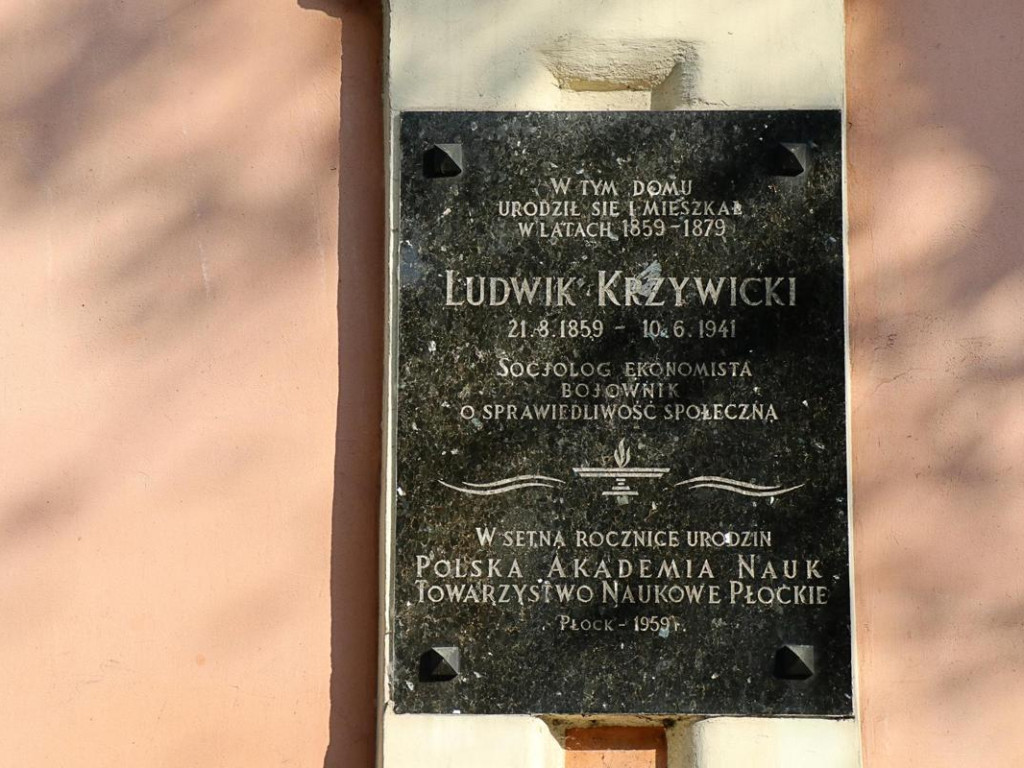 W TYM DOMU
URODZIŁ SIĘ I MIESZKAŁ
W LATACH 1859-1879
LUDWIK KRZYWICKI
21.8.1859 - 10.6.1941
SOCJOLOG EKONOMISTA
BOJOWNIK
O SPRAWIEDLIWOŚĆ SPOŁECZNĄ
W SETNĄ ROCZNICĘ URODZIN
POLSKA AKADEMIA NAUK
TOWARZYSTWO NAUKOWE PŁOCKIE
PŁOCK - 1959 r.